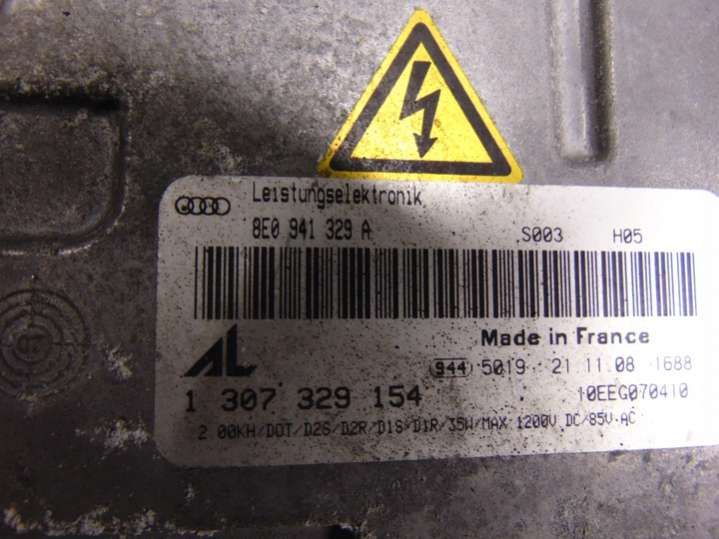 Leistungselektronik
8E0 941 329 A
S003 H05
Made in France
AL
944 5019 21 11 08 1688
1 307 329 154
10EEG070410
2 00KH/DOT/D2S/D2R/D1S/D1R/35W/MAX 1200V DC/85V-AC